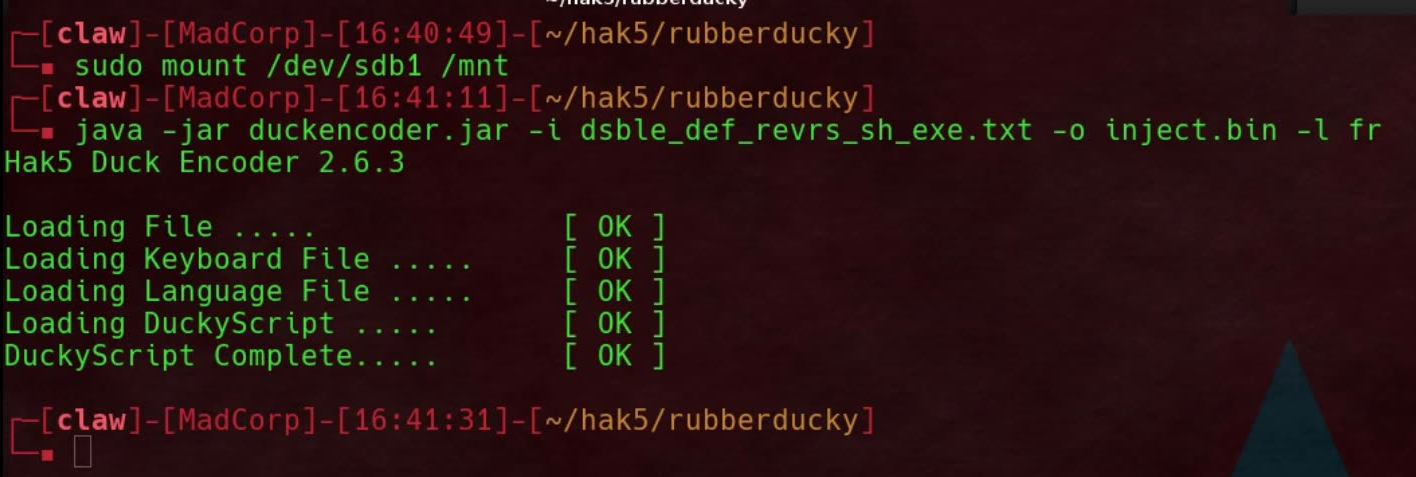 ~/hak5/rubberducky
┌─[claw]-[MadCorp]-[16:40:49]-[~/hak5/rubberducky]
└─▪ sudo mount /dev/sdb1 /mnt
┌─[claw]-[MadCorp]-[16:41:11]-[~/hak5/rubberducky]
└─▪ java -jar duckencoder.jar -i dsble_def_revrs_sh_exe.txt -o inject.bin -l fr
Hak5 Duck Encoder 2.6.3
Loading File ..... [ OK ]
Loading Keyboard File ..... [ OK ]
Loading Language File ..... [ OK ]
Loading DuckyScript ..... [ OK ]
DuckyScript Complete..... [ OK ]
┌─[claw]-[MadCorp]-[16:41:31]-[~/hak5/rubberducky]
└─▪